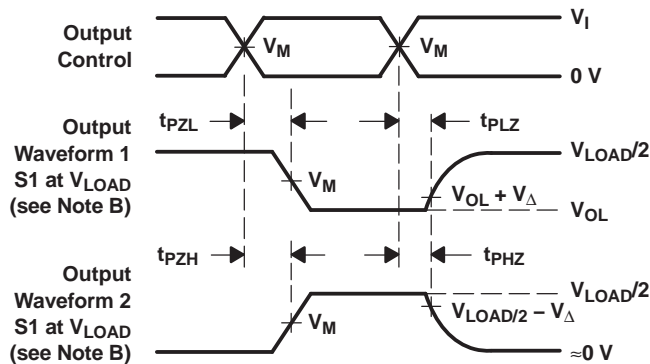 Output
Control
V_M
V_M
V_I
0 V
t_PZL
t_PLZ
Output
Waveform 1
S1 at V_LOAD
(see Note B)
V_M
V_LOAD/2
V_OL + V_Δ
V_OL
t_PZH
t_PHZ
Output
Waveform 2
S1 at V_LOAD
(see Note B)
V_M
V_LOAD/2
V_LOAD/2 − V_Δ
≈0 V